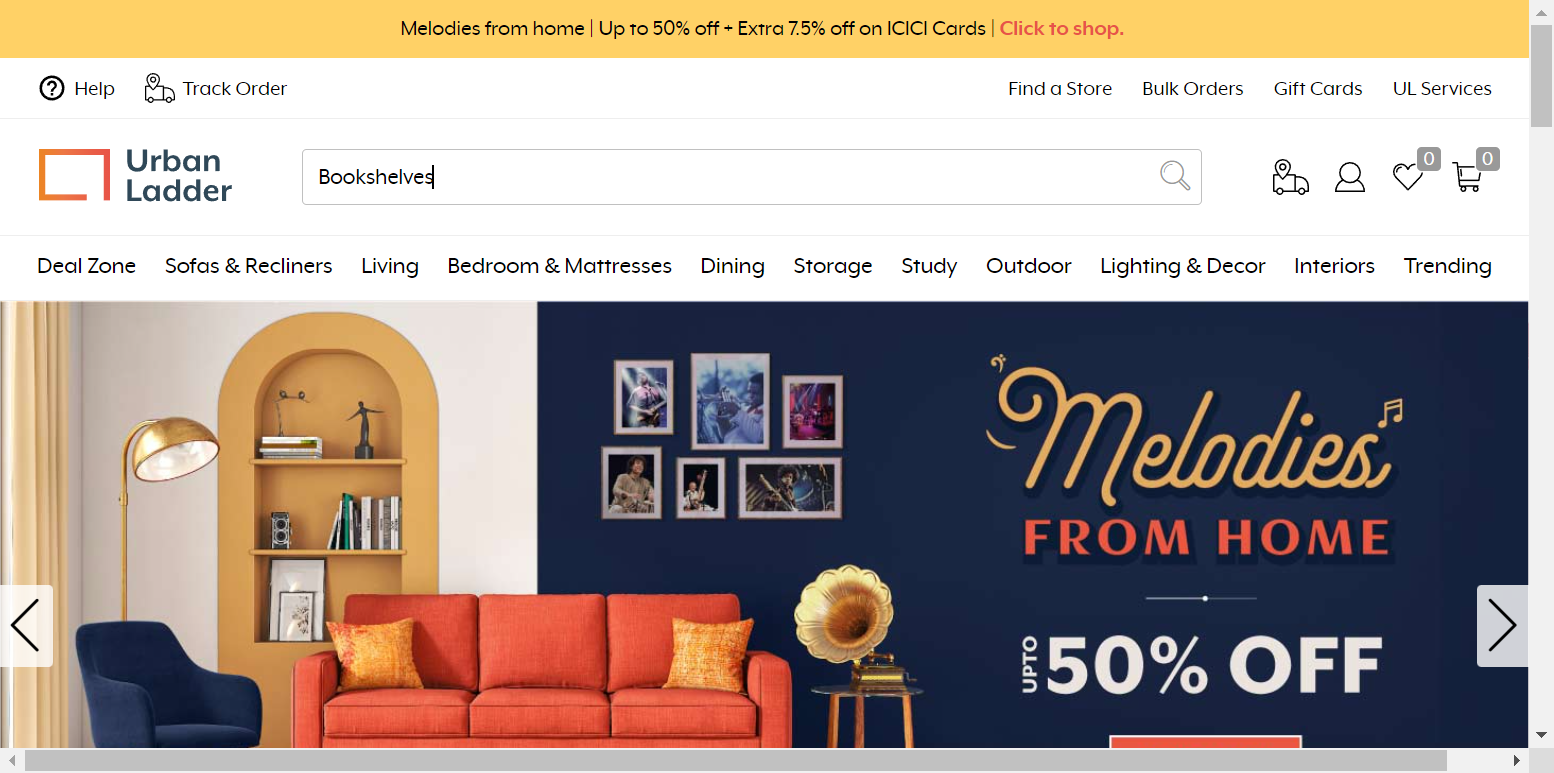 Melodies from home | Up to 50% off + Extra 7.5% off on ICICI Cards | Click to shop.
Help Track Order Find a Store Bulk Orders Gift Cards UL Services
Urban
Ladder
Bookshelves
0 0
Deal Zone Sofas & Recliners Living Bedroom & Mattresses Dining Storage Study Outdoor Lighting & Decor Interiors Trending
Melodies
FROM HOME
UPTO 50% OFF